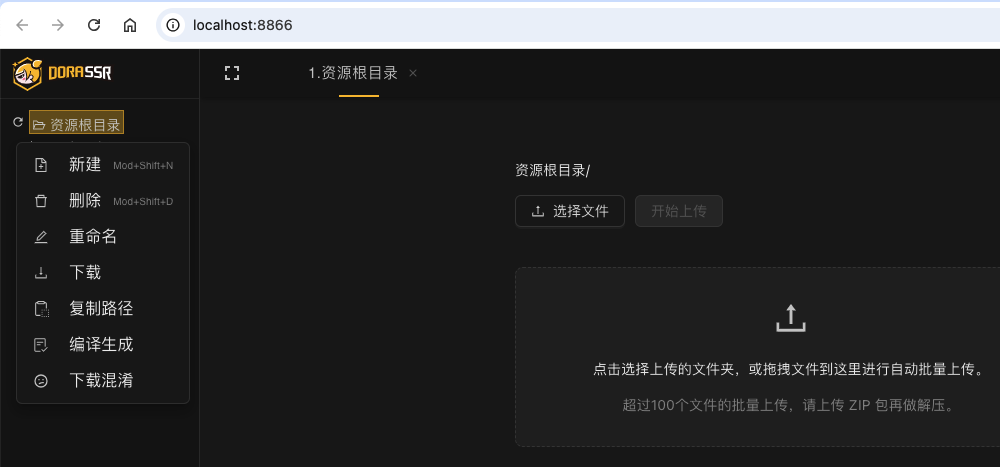 localhost:8866
DORASSR
1.资源根目录 ×
资源根目录
新建 Mod+Shift+N
删除 Mod+Shift+D
重命名
下载
复制路径
编译生成
下载混淆
资源根目录/
选择文件 开始上传
点击选择上传的文件夹，或拖拽文件到这里进行自动批量上传。
超过100个文件的批量上传，请上传 ZIP 包再做解压。